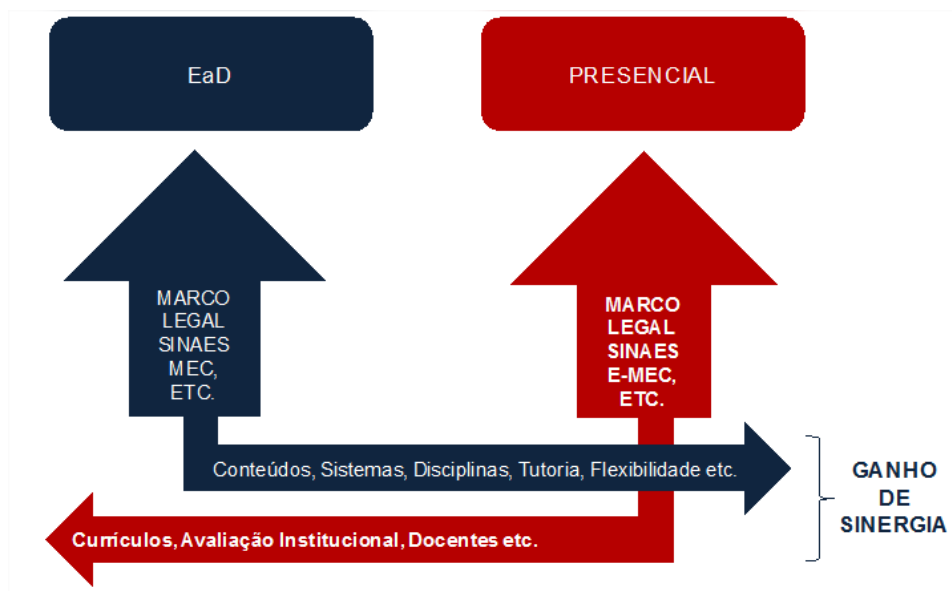 EaD
PRESENCIAL
MARCO
LEGAL
SINAES
MEC,
ETC.
MARCO
LEGAL
SINAES
E-MEC,
ETC.
Conteúdos, Sistemas, Disciplinas, Tutoria, Flexibilidade etc.
Currículos, Avaliação Institucional, Docentes etc.
GANHO
DE
SINERGIA